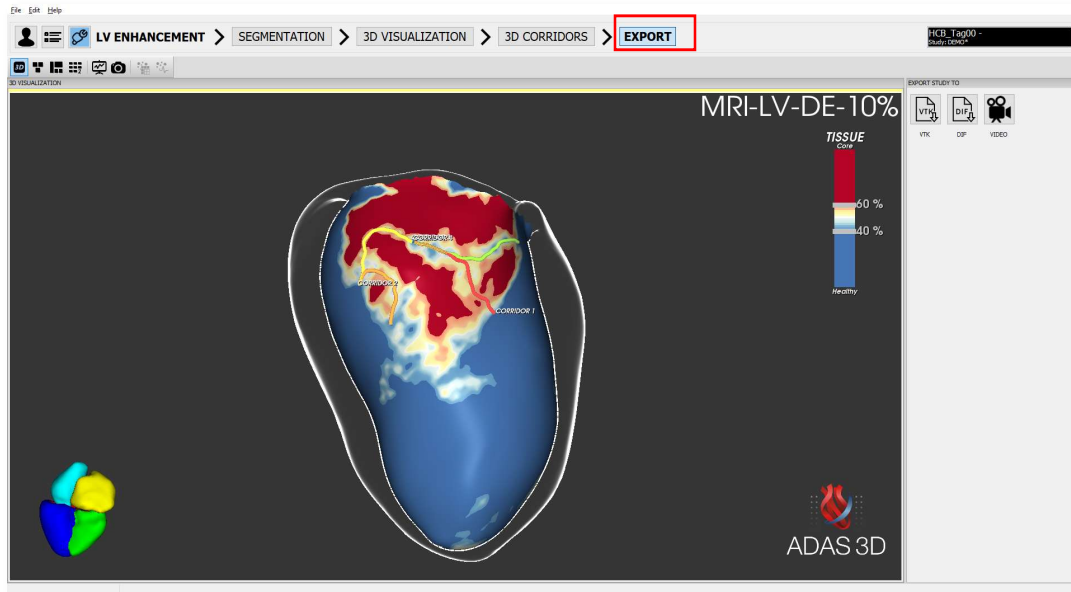 File Edit Help
LV ENHANCEMENT SEGMENTATION 3D VISUALIZATION 3D CORRIDORS EXPORT
HCB_Tag00 -
Study: DEMO*
3D
3D VISUALIZATION
EXPORT STUDY TO
MRI-LV-DE-10%
VTK DIF
VTK DIF VIDEO
TISSUE
Core
60 %
40 %
Healthy
CORRIDOR 2
CORRIDOR 1
ADAS 3D